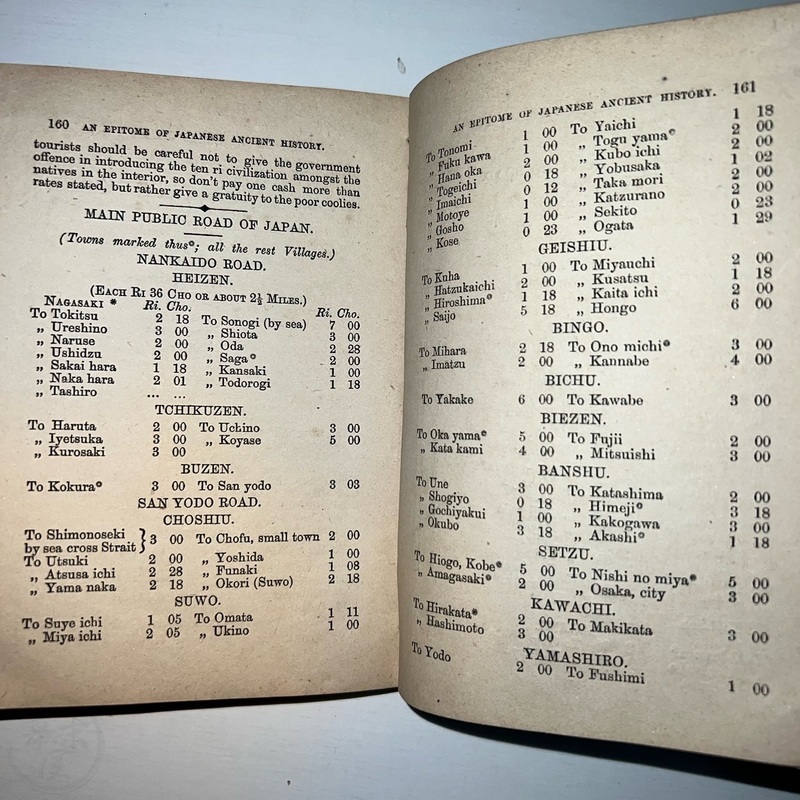 160 AN EPITOME OF JAPANESE ANCIENT HISTORY.
tourists should be careful not to give the government
offence in introducing the ten ri civilization amongst the
natives in the interior, so don't pay one cash more than
rates stated, but rather give a gratuity to the poor coolies.
MAIN PUBLIC ROAD OF JAPAN.
(Towns marked thus*; all the rest Villages.)
NANKAIDO ROAD.
HEIZEN.
(EACH RI 36 CHO OR ABOUT 2½ MILES.)
NAGASAKI * Ri. Cho. Ri. Cho.
To Tokitsu 2 18 To Sonogi (by sea) 7 00
„ Ureshino 3 00 „ Shiota 3 00
„ Naruse 2 00 „ Oda 2 28
„ Ushidzu 2 00 „ Saga* 2 00
„ Sakai hara 1 18 „ Kansaki 1 00
„ Naka hara 2 01 „ Todorogi 1 18
„ Tashiro ... ...
TCHIKUZEN.
To Haruta 2 00 To Uchino 3 00
„ Iyetsuka 3 00 „ Koyase 5 00
„ Kurosaki 3 00
BUZEN.
To Kokura* 3 00 To San yodo 3 03
SAN YODO ROAD.
CHOSHIU.
To Shimonoseki
by sea cross Strait } 3 00 To Chofu, small town 2 00
To Utsuki 2 00 „ Yoshida 1 00
„ Atsusa ichi 2 28 „ Funaki 1 08
„ Yama naka 2 18 „ Okori (Suwo) 2 18
SUWO.
To Suye ichi 1 05 To Omata 1 11
„ Miya ichi 2 05 „ Ukino 1 00
AN EPITOME OF JAPANESE ANCIENT HISTORY. 161
To Tonomi 1 00 To Yaichi 1 18
„ Fuku kawa 1 00 „ Togu yama* 2 00
„ Hana oka 2 00 „ Kubo ichi 2 00
„ Togeichi 0 18 „ Yobusaka 1 02
„ Imaichi 0 12 „ Taka mori 2 00
„ Motoye 1 00 „ Katzurano 2 00
„ Gosho 1 00 „ Sekito 0 23
„ Kose 0 23 „ Ogata 1 29
GEISHIU.
To Kuha 1 00 To Miyauchi 2 00
„ Hatzukaichi 2 00 „ Kusatsu 1 18
„ Hiroshima* 1 18 „ Kaita ichi 2 00
„ Saijo 5 18 „ Hongo 6 00
BINGO.
To Mihara 2 18 To Ono michi* 3 00
„ Imatzu 2 00 „ Kannabe 4 00
BICHU.
To Yakake 6 00 To Kawabe 3 00
BIEZEN.
To Oka yama* 5 00 To Fujii 2 00
„ Kata kami 4 00 „ Mitsuishi 3 00
BANSHU.
To Une 3 00 To Katashima 2 00
„ Shogiyo 0 18 „ Himeji* 3 18
„ Gochiyakui 1 00 „ Kakogawa 3 00
„ Okubo 3 18 „ Akashi* 1 18
SETZU.
To Hiogo, Kobe* 5 00 To Nishi no miya* 5 00
„ Amagasaki* 2 00 „ Osaka, city 3 00
KAWACHI.
To Hirakata* 2 00 To Makikata 3 00
„ Hashimoto 3 00
YAMASHIRO.
To Yodo 2 00 To Fushimi 1 00